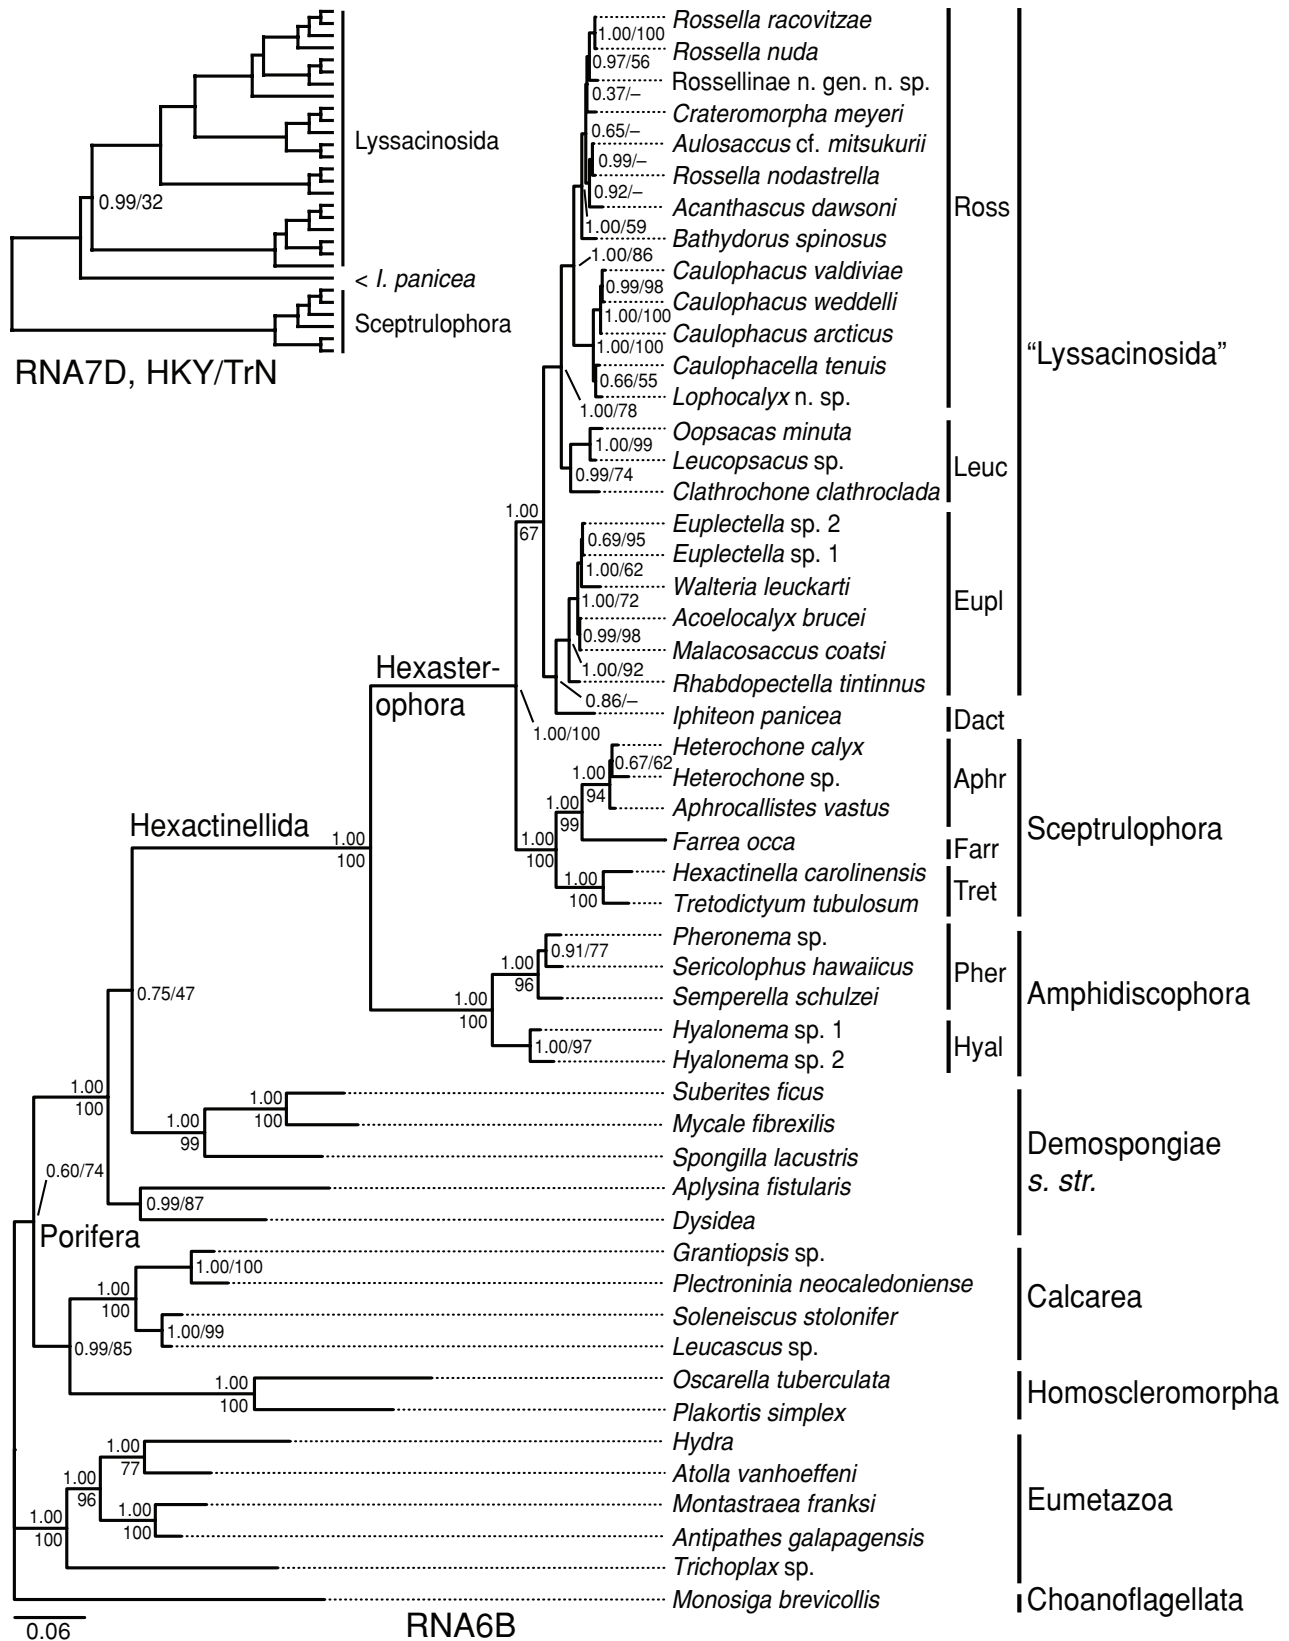 Rossella racovitzae
1.00/100
Rossella nuda
0.97/56
Rossellinae n. gen. n. sp.
0.37/–
Crateromorpha meyeri
0.65/–
Aulosaccus cf. mitsukurii
0.99/–
Rossella nodastrella
0.92/–
Acanthascus dawsoni
1.00/59
Bathydorus spinosus
1.00/86
Caulophacus valdiviae
0.99/98
Caulophacus weddelli
1.00/100
Caulophacus arcticus
1.00/100
Caulophacella tenuis
0.66/55
Lophocalyx n. sp.
1.00/78
Ross
Lyssacinosida
0.99/32
< I. panicea
Sceptrulophora
RNA7D, HKY/TrN
“Lyssacinosida”
Oopsacas minuta
1.00/99
Leucopsacus sp.
0.99/74
Clathrochone clathroclada
Leuc
1.00
67
Euplectella sp. 2
0.69/95
Euplectella sp. 1
1.00/62
Walteria leuckarti
1.00/72
Acoelocalyx brucei
0.99/98
Malacosaccus coatsi
1.00/92
Rhabdopectella tintinnus
0.86/–
Eupl
Iphiteon panicea
Dact
Hexaster-
ophora
1.00/100
Heterochone calyx
0.67/62
Heterochone sp.
1.00
94
Aphrocallistes vastus
Aphr
1.00
99
Farrea occa
Farr
1.00
100
Hexactinella carolinensis
1.00
100
Tretodictyum tubulosum
Tret
Sceptrulophora
Hexactinellida
1.00
100
Pheronema sp.
0.91/77
Sericolophus hawaiicus
1.00
96
Semperella schulzei
Pher
1.00
100
Hyalonema sp. 1
1.00/97
Hyalonema sp. 2
Hyal
Amphidiscophora
0.75/47
Suberites ficus
1.00
100
Mycale fibrexilis
1.00
99
Spongilla lacustris
1.00
100
Aplysina fistularis
0.99/87
Dysidea
Demospongiae
s. str.
0.60/74
Porifera
Grantiopsis sp.
1.00/100
Plectroninia neocaledoniense
1.00
100
Soleneiscus stolonifer
1.00/99
Leucascus sp.
Calcarea
0.99/85
Oscarella tuberculata
1.00
100
Plakortis simplex
Homoscleromorpha
Hydra
1.00
77
Atolla vanhoeffeni
1.00
96
Montastraea franksi
1.00
100
Antipathes galapagensis
1.00
100
Trichoplax sp.
Eumetazoa
Monosiga brevicollis
Choanoflagellata
0.06
RNA6B